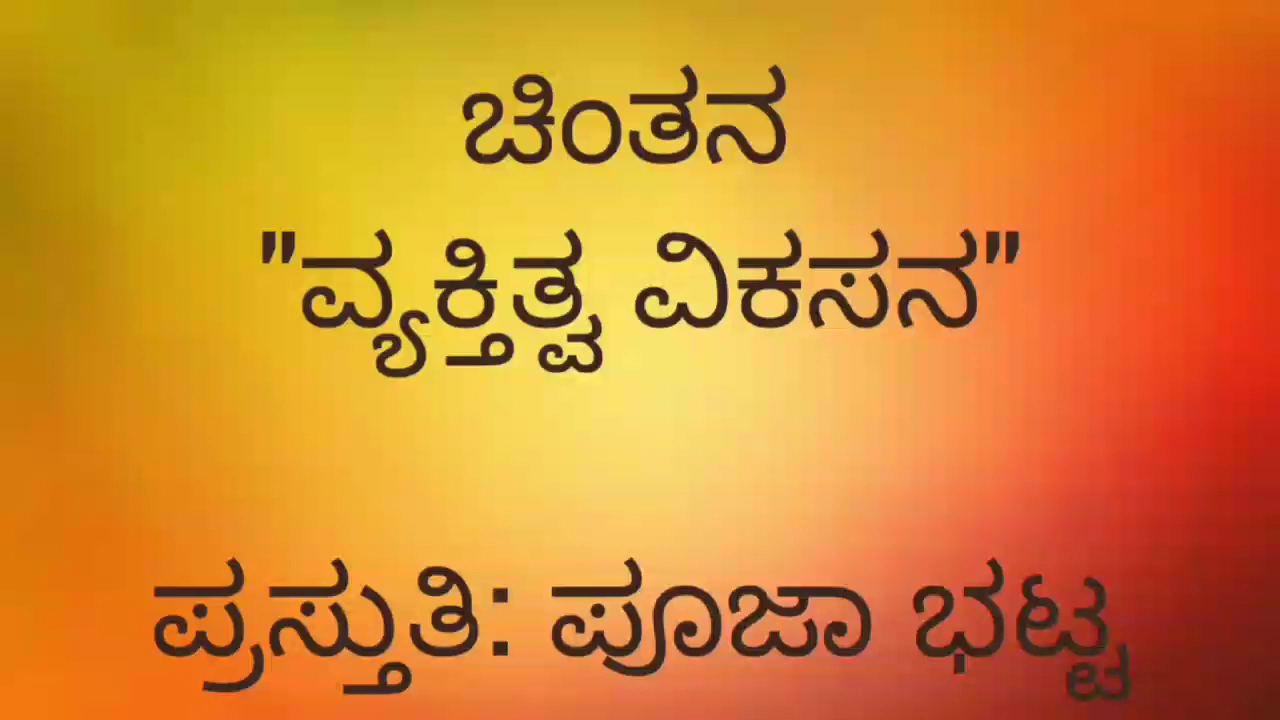 ಚಿಂತನ
"ವ್ಯಕ್ತಿತ್ವ ವಿಕಸನ"
ಪ್ರಸ್ತುತಿ: ಪೂಜಾ ಭಟ್ಟ